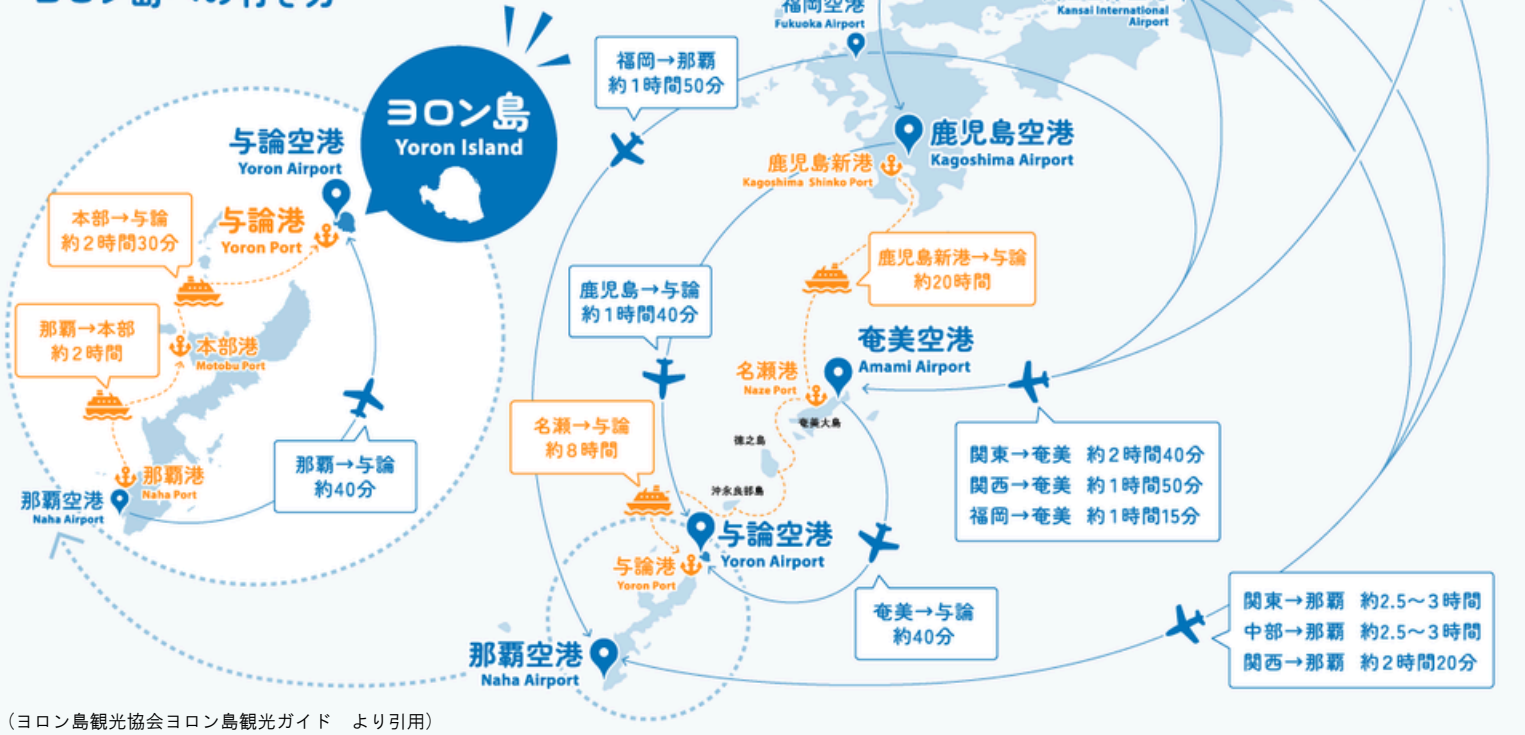 ヨロン島への行き方
福岡空港
Fukuoka Airport
Kansai International
Airport
福岡→那覇
約1時間50分
ヨロン島
Yoron Island
与論空港
Yoron Airport
鹿児島空港
Kagoshima Airport
鹿児島新港
Kagoshima Shinko Port
本部→与論
約2時間30分
与論港
Yoron Port
鹿児島→与論
約1時間40分
鹿児島新港→与論
約20時間
那覇→本部
約2時間
本部港
Motobu Port
奄美空港
Amami Airport
名瀬港
Naze Port
奄美大島
名瀬→与論
約8時間
徳之島
沖永良部島
那覇→与論
約40分
那覇港
Naha Port
那覇空港
Naha Airport
関東→奄美 約2時間40分
関西→奄美 約1時間50分
福岡→奄美 約1時間15分
与論空港
Yoron Airport
与論港
Yoron Port
奄美→与論
約40分
那覇空港
Naha Airport
関東→那覇 約2.5〜3時間
中部→那覇 約2.5〜3時間
関西→那覇 約2時間20分
(ヨロン島観光協会ヨロン島観光ガイド より引用)